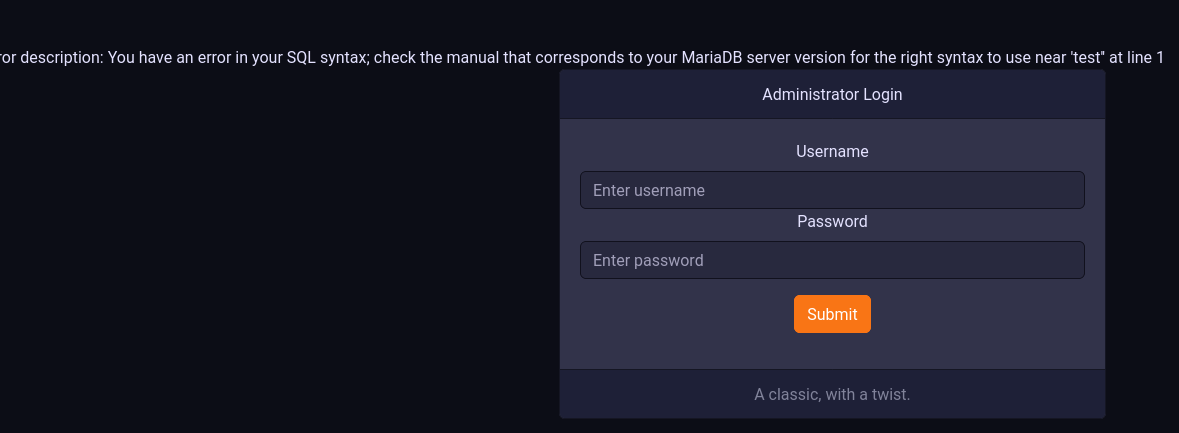 ror description: You have an error in your SQL syntax; check the manual that corresponds to your MariaDB server version for the right syntax to use near 'test'' at line 1
Administrator Login
Username
Enter username
Password
Enter password
Submit
A classic, with a twist.